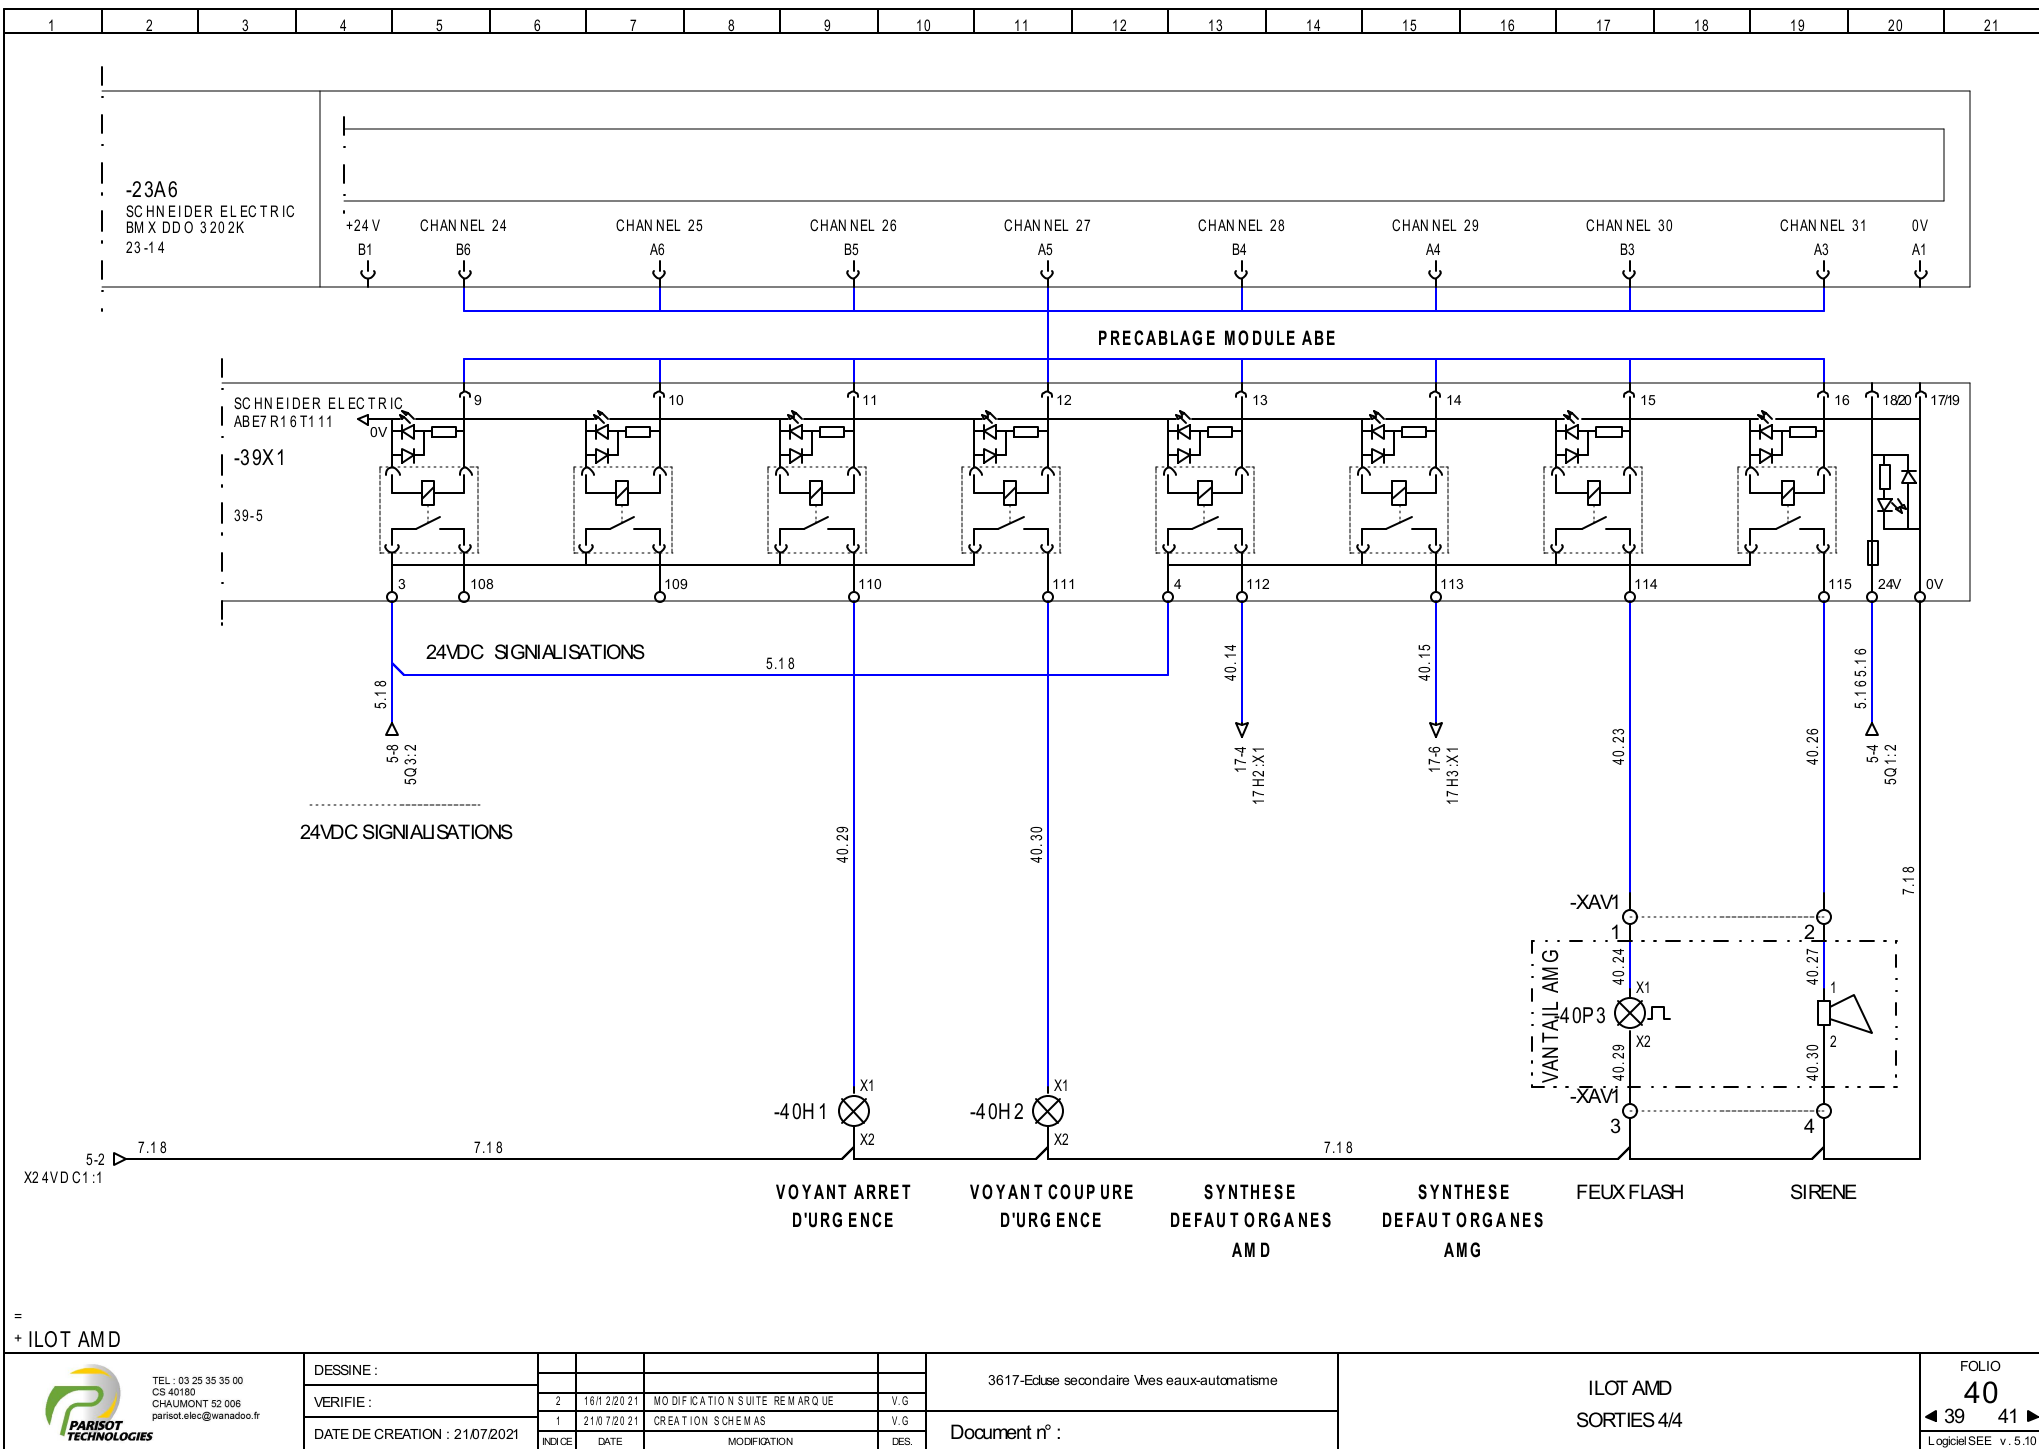 1 2 3 4 5 6 7 8 9 10 11 12 13 14 15 16 17 18 19 20 21
-23A6
SCHNEIDER ELECTRIC
BMX DDO 3202K
23-14
+24V CHANNEL 24 CHANNEL 25 CHANNEL 26 CHANNEL 27 CHANNEL 28 CHANNEL 29 CHANNEL 30 CHANNEL 31 0V
B1 B6 A6 B5 A5 B4 A4 B3 A3 A1
PRECABLAGE MODULE ABE
SCHNEIDER ELECTRIC
ABE7R16T111
-39X1
39-5
0V
9 10 11 12 13 14 15 16 18/20 17/19
3 108 109 110 111 4 112 113 114 115 24V 0V
24VDC SIGNIALISATIONS
5.18
5.18
5-8
5Q3:2
24VDC SIGNIALISATIONS
40.14
17-4
17H2:X1
40.15
17-6
17H3:X1
40.23
40.26
5.16 5.16
5-4
5Q1:2
40.29
40.30
7.18
-XAV1
1 2
VANTAIL AMG
40.24
40.27
X1
1
-40P3
X2
2
40.29
40.30
-XAV1
3 4
X1 X1
-40H1 -40H2
X2 X2
5-2
X24VDC1:1
7.18 7.18 7.18
VOYANT ARRET
D'URGENCE
VOYANT COUPURE
D'URGENCE
SYNTHESE
DEFAUT ORGANES
AMD
SYNTHESE
DEFAUT ORGANES
AMG
FEUX FLASH
SIRENE
=
+ ILOT AMD
PARISOT
TECHNOLOGIES
TEL : 03 25 35 35 00
CS 40180
CHAUMONT 52 006
parisot.elec@wanadoo.fr
DESSINE :
VERIFIE :
DATE DE CREATION : 21/07/2021
2 16/12/2021 MODIFICATION SUITE REMARQUE V.G
1 21/07/2021 CREATION SCHEMAS V.G
INDICE DATE MODIFICATION DES.
3617-Ecluse secondaire Vives eaux-automatisme
Document n° :
ILOT AMD
SORTIES 4/4
FOLIO
40
39 41
Logiciel SEE v. 5.10